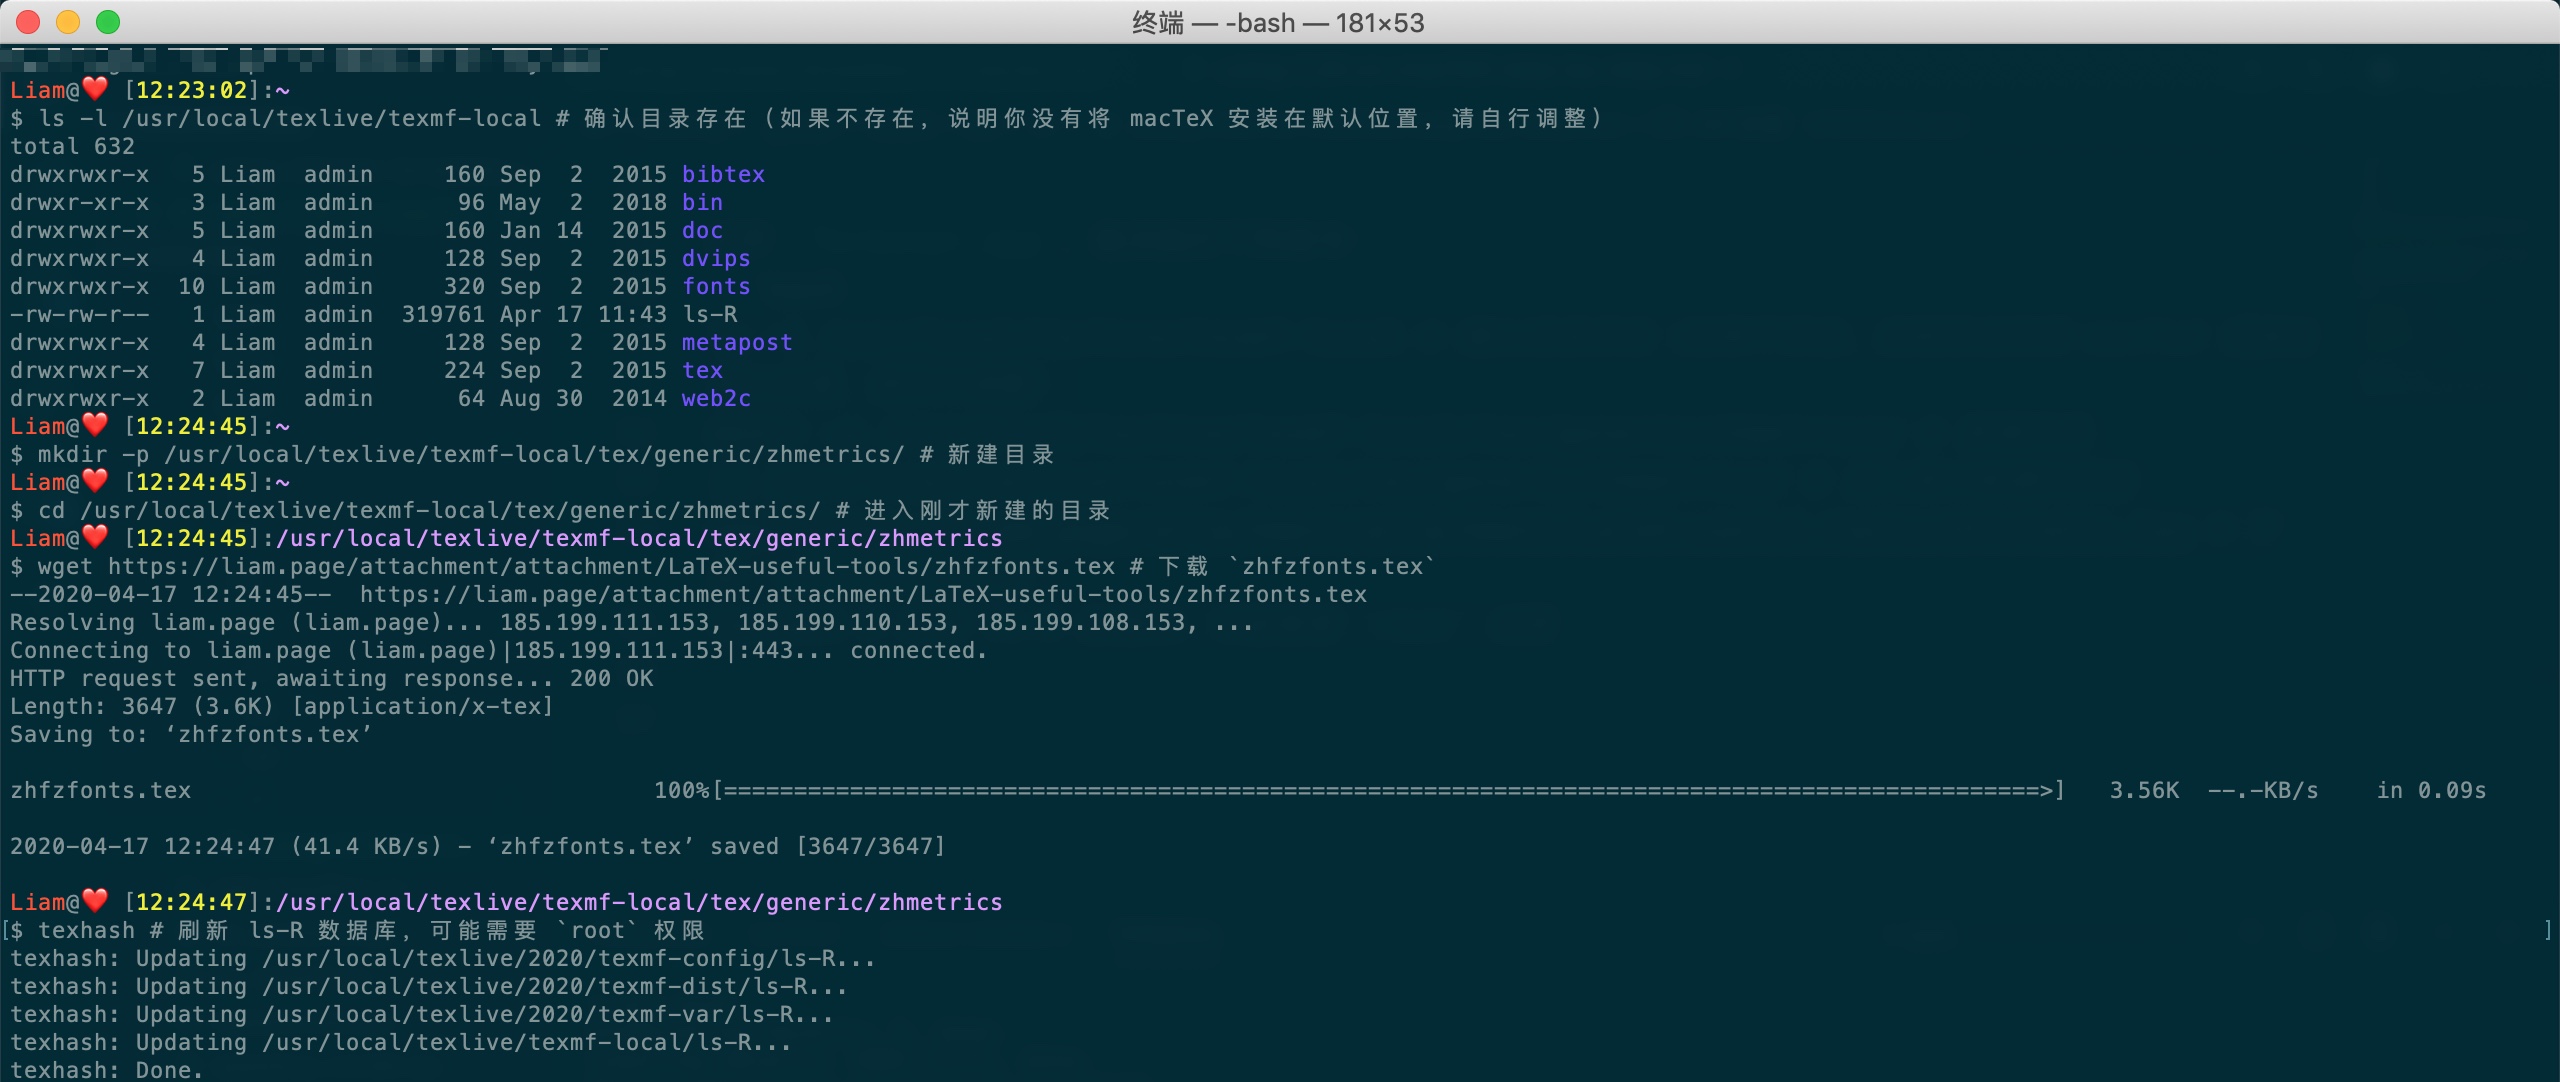 终端 — -bash — 181×53
Liam@❤️ [12:23:02]:~
$ ls -l /usr/local/texlive/texmf-local # 确认目录存在（如果不存在，说明你没有将 macTeX 安装在默认位置，请自行调整）
total 632
drwxrwxr-x   5 Liam  admin     160 Sep  2  2015 bibtex
drwxr-xr-x   3 Liam  admin      96 May  2  2018 bin
drwxrwxr-x   5 Liam  admin     160 Jan 14  2015 doc
drwxrwxr-x   4 Liam  admin     128 Sep  2  2015 dvips
drwxrwxr-x  10 Liam  admin     320 Sep  2  2015 fonts
-rw-rw-r--   1 Liam  admin  319761 Apr 17 11:43 ls-R
drwxrwxr-x   4 Liam  admin     128 Sep  2  2015 metapost
drwxrwxr-x   7 Liam  admin     224 Sep  2  2015 tex
drwxrwxr-x   2 Liam  admin      64 Aug 30  2014 web2c
Liam@❤️ [12:24:45]:~
$ mkdir -p /usr/local/texlive/texmf-local/tex/generic/zhmetrics/ # 新建目录
Liam@❤️ [12:24:45]:~
$ cd /usr/local/texlive/texmf-local/tex/generic/zhmetrics/ # 进入刚才新建的目录
Liam@❤️ [12:24:45]:/usr/local/texlive/texmf-local/tex/generic/zhmetrics
$ wget https://liam.page/attachment/attachment/LaTeX-useful-tools/zhfzfonts.tex # 下载 `zhfzfonts.tex`
--2020-04-17 12:24:45--  https://liam.page/attachment/attachment/LaTeX-useful-tools/zhfzfonts.tex
Resolving liam.page (liam.page)... 185.199.111.153, 185.199.110.153, 185.199.108.153, ...
Connecting to liam.page (liam.page)|185.199.111.153|:443... connected.
HTTP request sent, awaiting response... 200 OK
Length: 3647 (3.6K) [application/x-tex]
Saving to: ‘zhfzfonts.tex’
zhfzfonts.tex                                 100%[==============================================================================================>]   3.56K  --.-KB/s    in 0.09s
2020-04-17 12:24:47 (41.4 KB/s) - ‘zhfzfonts.tex’ saved [3647/3647]
Liam@❤️ [12:24:47]:/usr/local/texlive/texmf-local/tex/generic/zhmetrics
[$ texhash # 刷新 ls-R 数据库，可能需要 `root` 权限 ]
texhash: Updating /usr/local/texlive/2020/texmf-config/ls-R...
texhash: Updating /usr/local/texlive/2020/texmf-dist/ls-R...
texhash: Updating /usr/local/texlive/2020/texmf-var/ls-R...
texhash: Updating /usr/local/texlive/texmf-local/ls-R...
texhash: Done.